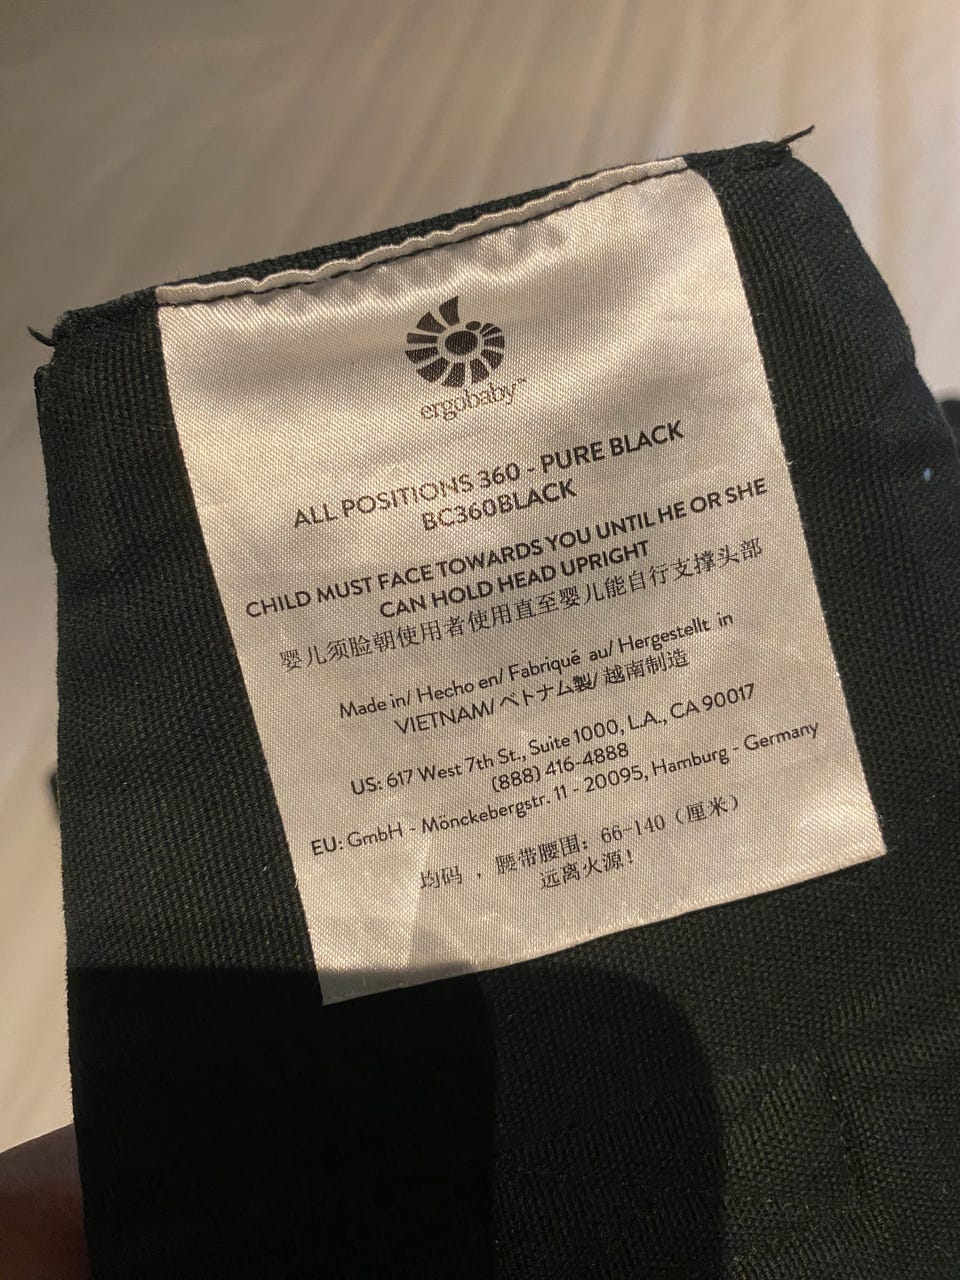 ergobaby™
ALL POSITIONS 360 - PURE BLACK
BC360BLACK
CHILD MUST FACE TOWARDS YOU UNTIL HE OR SHE
CAN HOLD HEAD UPRIGHT
婴儿须脸朝使用者使用直至婴儿能自行支撑头部
Made in/ Hecho en/ Fabriqué au/ Hergestellt in
VIETNAM/ ベトナム製/ 越南制造
US: 617 West 7th St., Suite 1000, L.A., CA 90017
(888) 416-4888
EU: GmbH - Mönckebergstr. 11 - 20095, Hamburg - Germany
均码 ，腰带腰围：66-140（厘米）
远离火源！